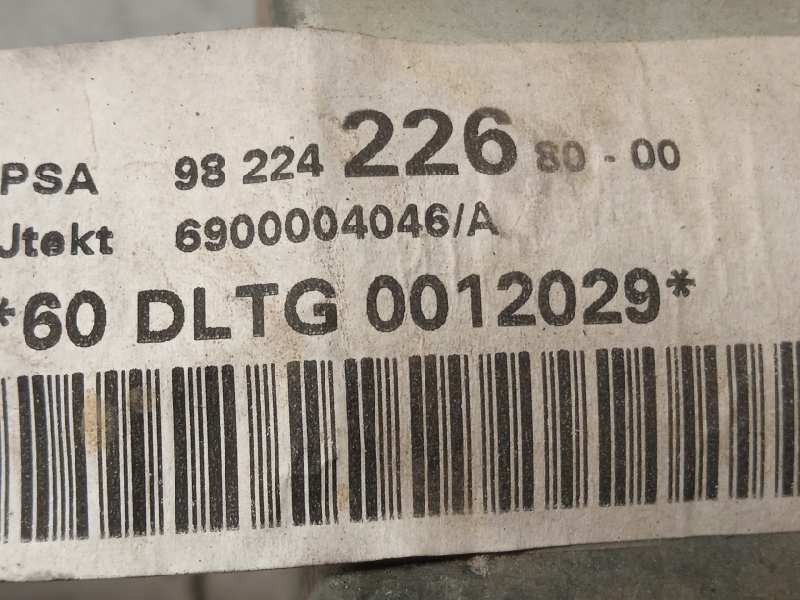 PSA 98 224 226 80 - 00
Jtekt 6900004046/A
*60 DLTG 0012029*